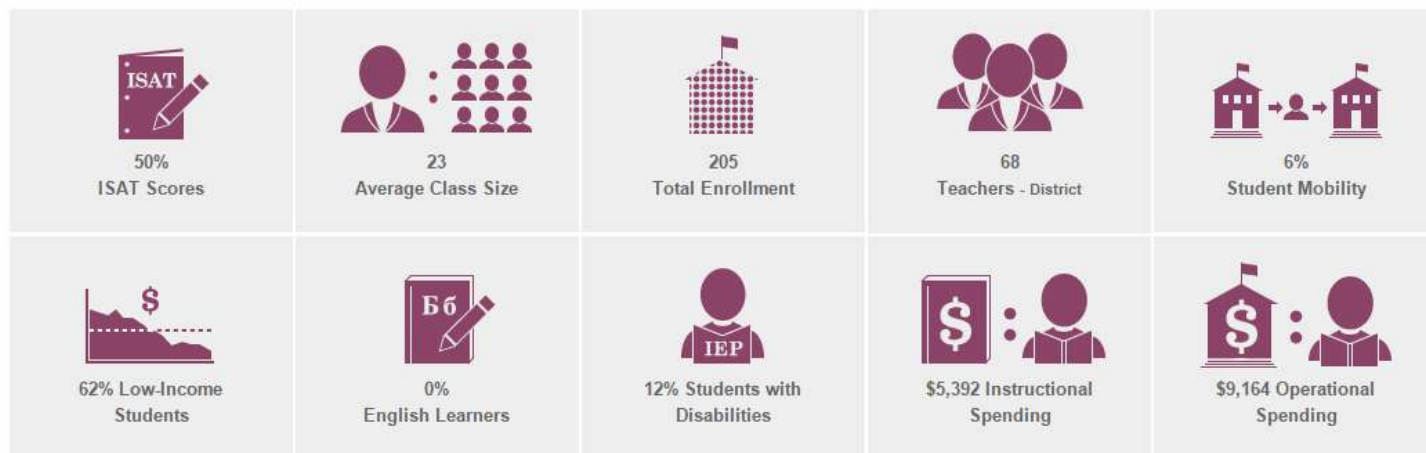 ISAT
50%
ISAT Scores
23
Average Class Size
205
Total Enrollment
68
Teachers - District
6%
Student Mobility
$
62% Low-Income
Students
Б б
0%
English Learners
IEP
12% Students with
Disabilities
$
$5,392 Instructional
Spending
$
$9,164 Operational
Spending